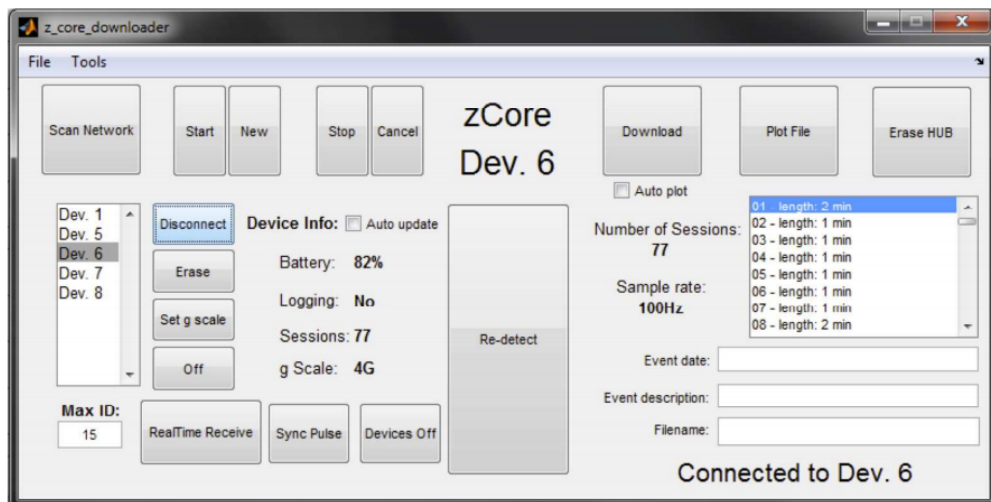 z_core_downloader
File Tools
Scan Network
Start
New
Stop
Cancel
zCore
Dev. 6
Download
Plot File
Erase HUB
Auto plot
Dev. 1
Dev. 5
Dev. 6
Dev. 7
Dev. 8
Disconnect
Erase
Set g scale
Off
Device Info: Auto update
Battery: 82%
Logging: No
Sessions: 77
g Scale: 4G
Re-detect
Number of Sessions:
77
Sample rate:
100Hz
01 - length: 2 min
02 - length: 1 min
03 - length: 1 min
04 - length: 1 min
05 - length: 1 min
06 - length: 1 min
07 - length: 1 min
08 - length: 2 min
Event date:
Event description:
Filename:
Max ID:
15
RealTime Receive
Sync Pulse
Devices Off
Connected to Dev. 6